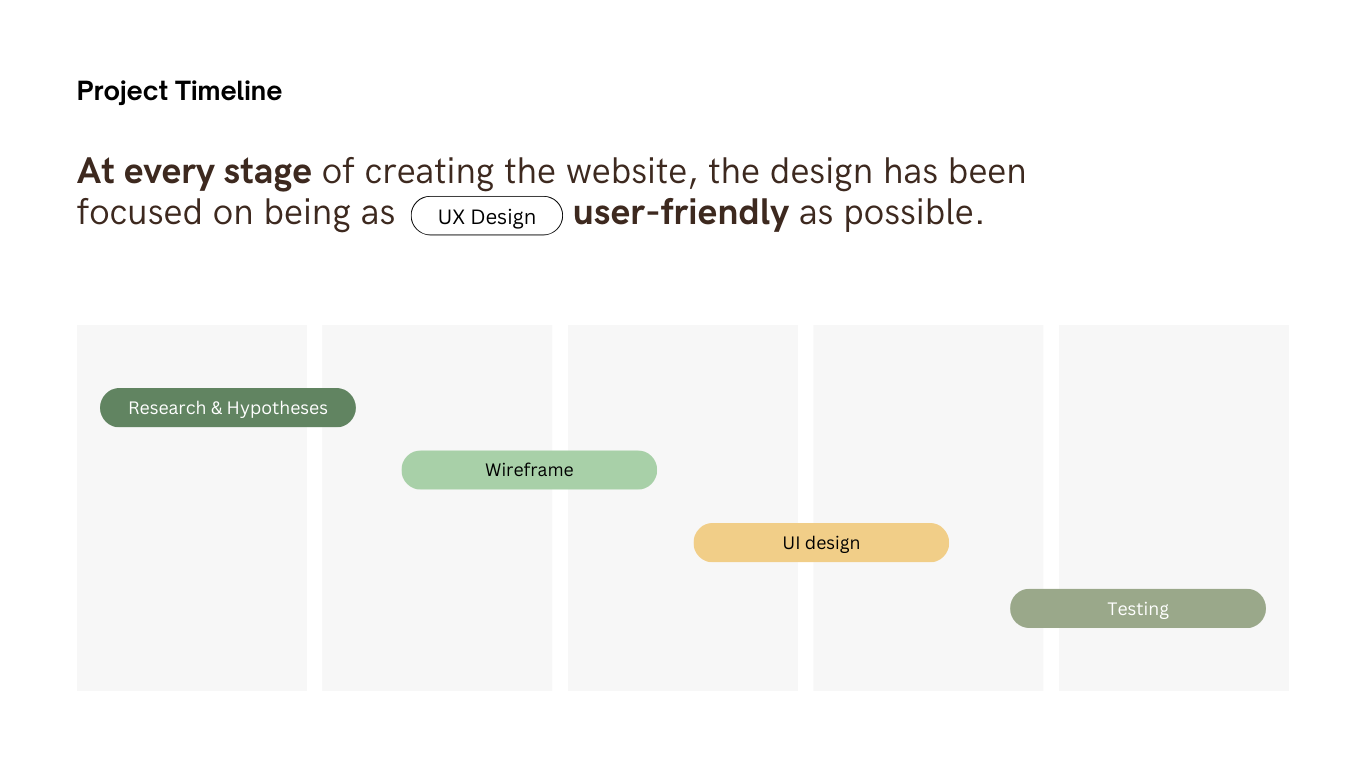 Project Timeline
At every stage of creating the website, the design has been
focused on being as UX Design user-friendly as possible.
Research & Hypotheses
Wireframe
UI design
Testing